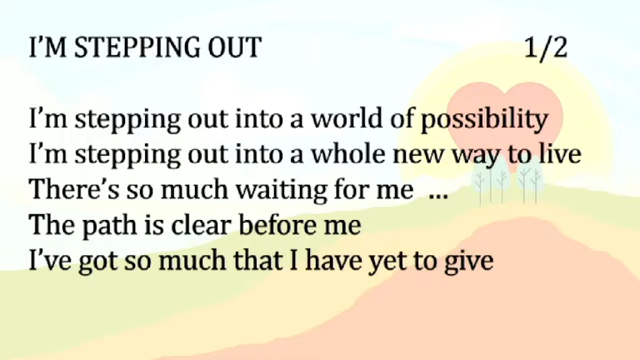 I'M STEPPING OUT 1/2
I'm stepping out into a world of possibility
I'm stepping out into a whole new way to live
There's so much waiting for me ...
The path is clear before me
I've got so much that I have yet to give